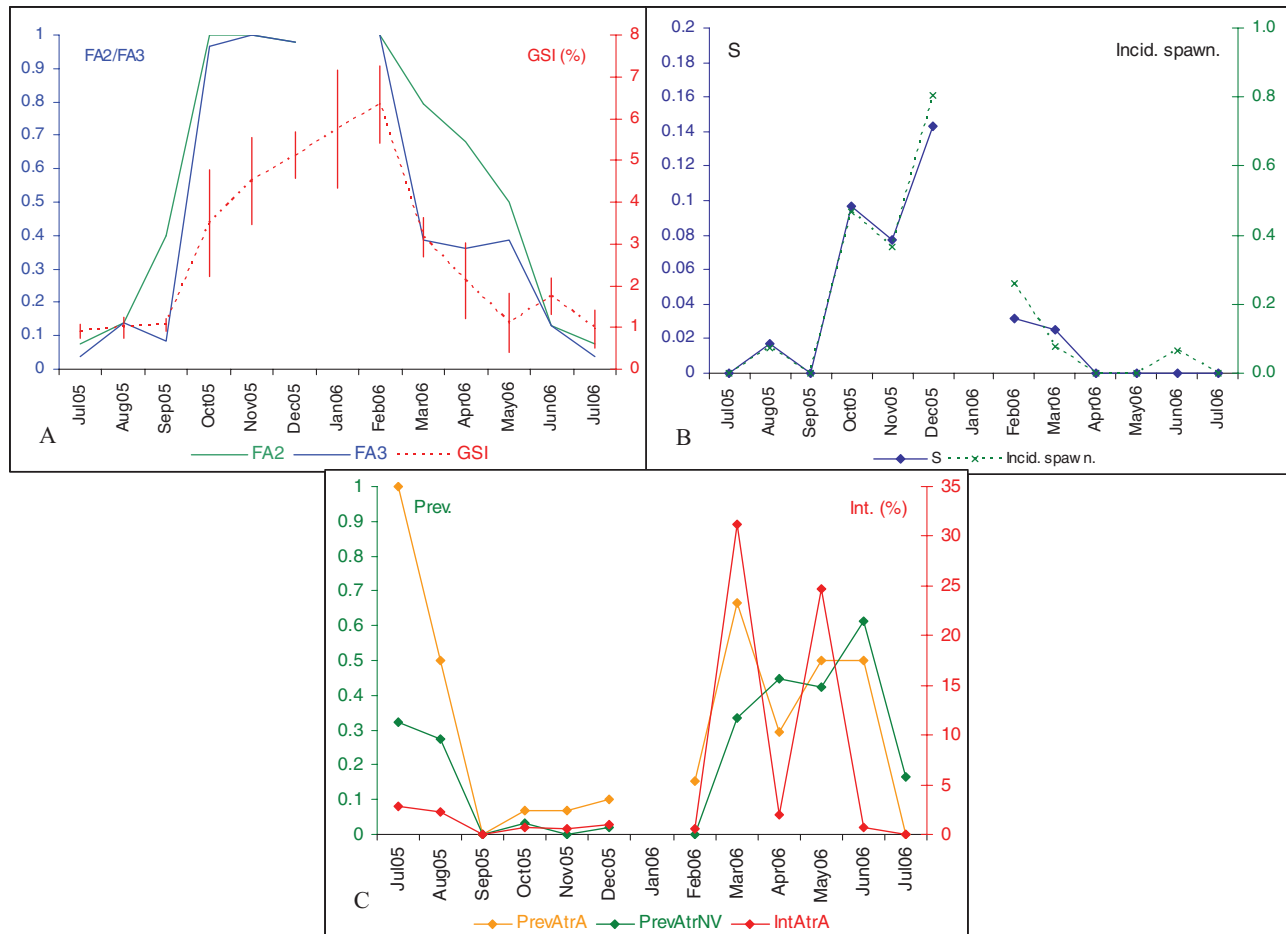 FA2/FA3
GSI (%)
1
0.9
0.8
0.7
0.6
0.5
0.4
0.3
0.2
0.1
0
8
7
6
5
4
3
2
1
0
Jul05
Aug05
Sep05
Oct05
Nov05
Dec05
Jan06
Feb06
Mar06
Apr06
May06
Jun06
Jul06
A
FA2 FA3 GSI
S
Incid. spawn.
0.2
0.18
0.16
0.14
0.12
0.1
0.08
0.06
0.04
0.02
0
1.0
0.8
0.6
0.4
0.2
0.0
Jul05
Aug05
Sep05
Oct05
Nov05
Dec05
Jan06
Feb06
Mar06
Apr06
May06
Jun06
Jul06
B
S Incid. spawn.
Prev.
Int. (%)
1
0.9
0.8
0.7
0.6
0.5
0.4
0.3
0.2
0.1
0
35
30
25
20
15
10
5
0
Jul05
Aug05
Sep05
Oct05
Nov05
Dec05
Jan06
Feb06
Mar06
Apr06
May06
Jun06
Jul06
C
PrevAtrA PrevAtrNV IntAtrA